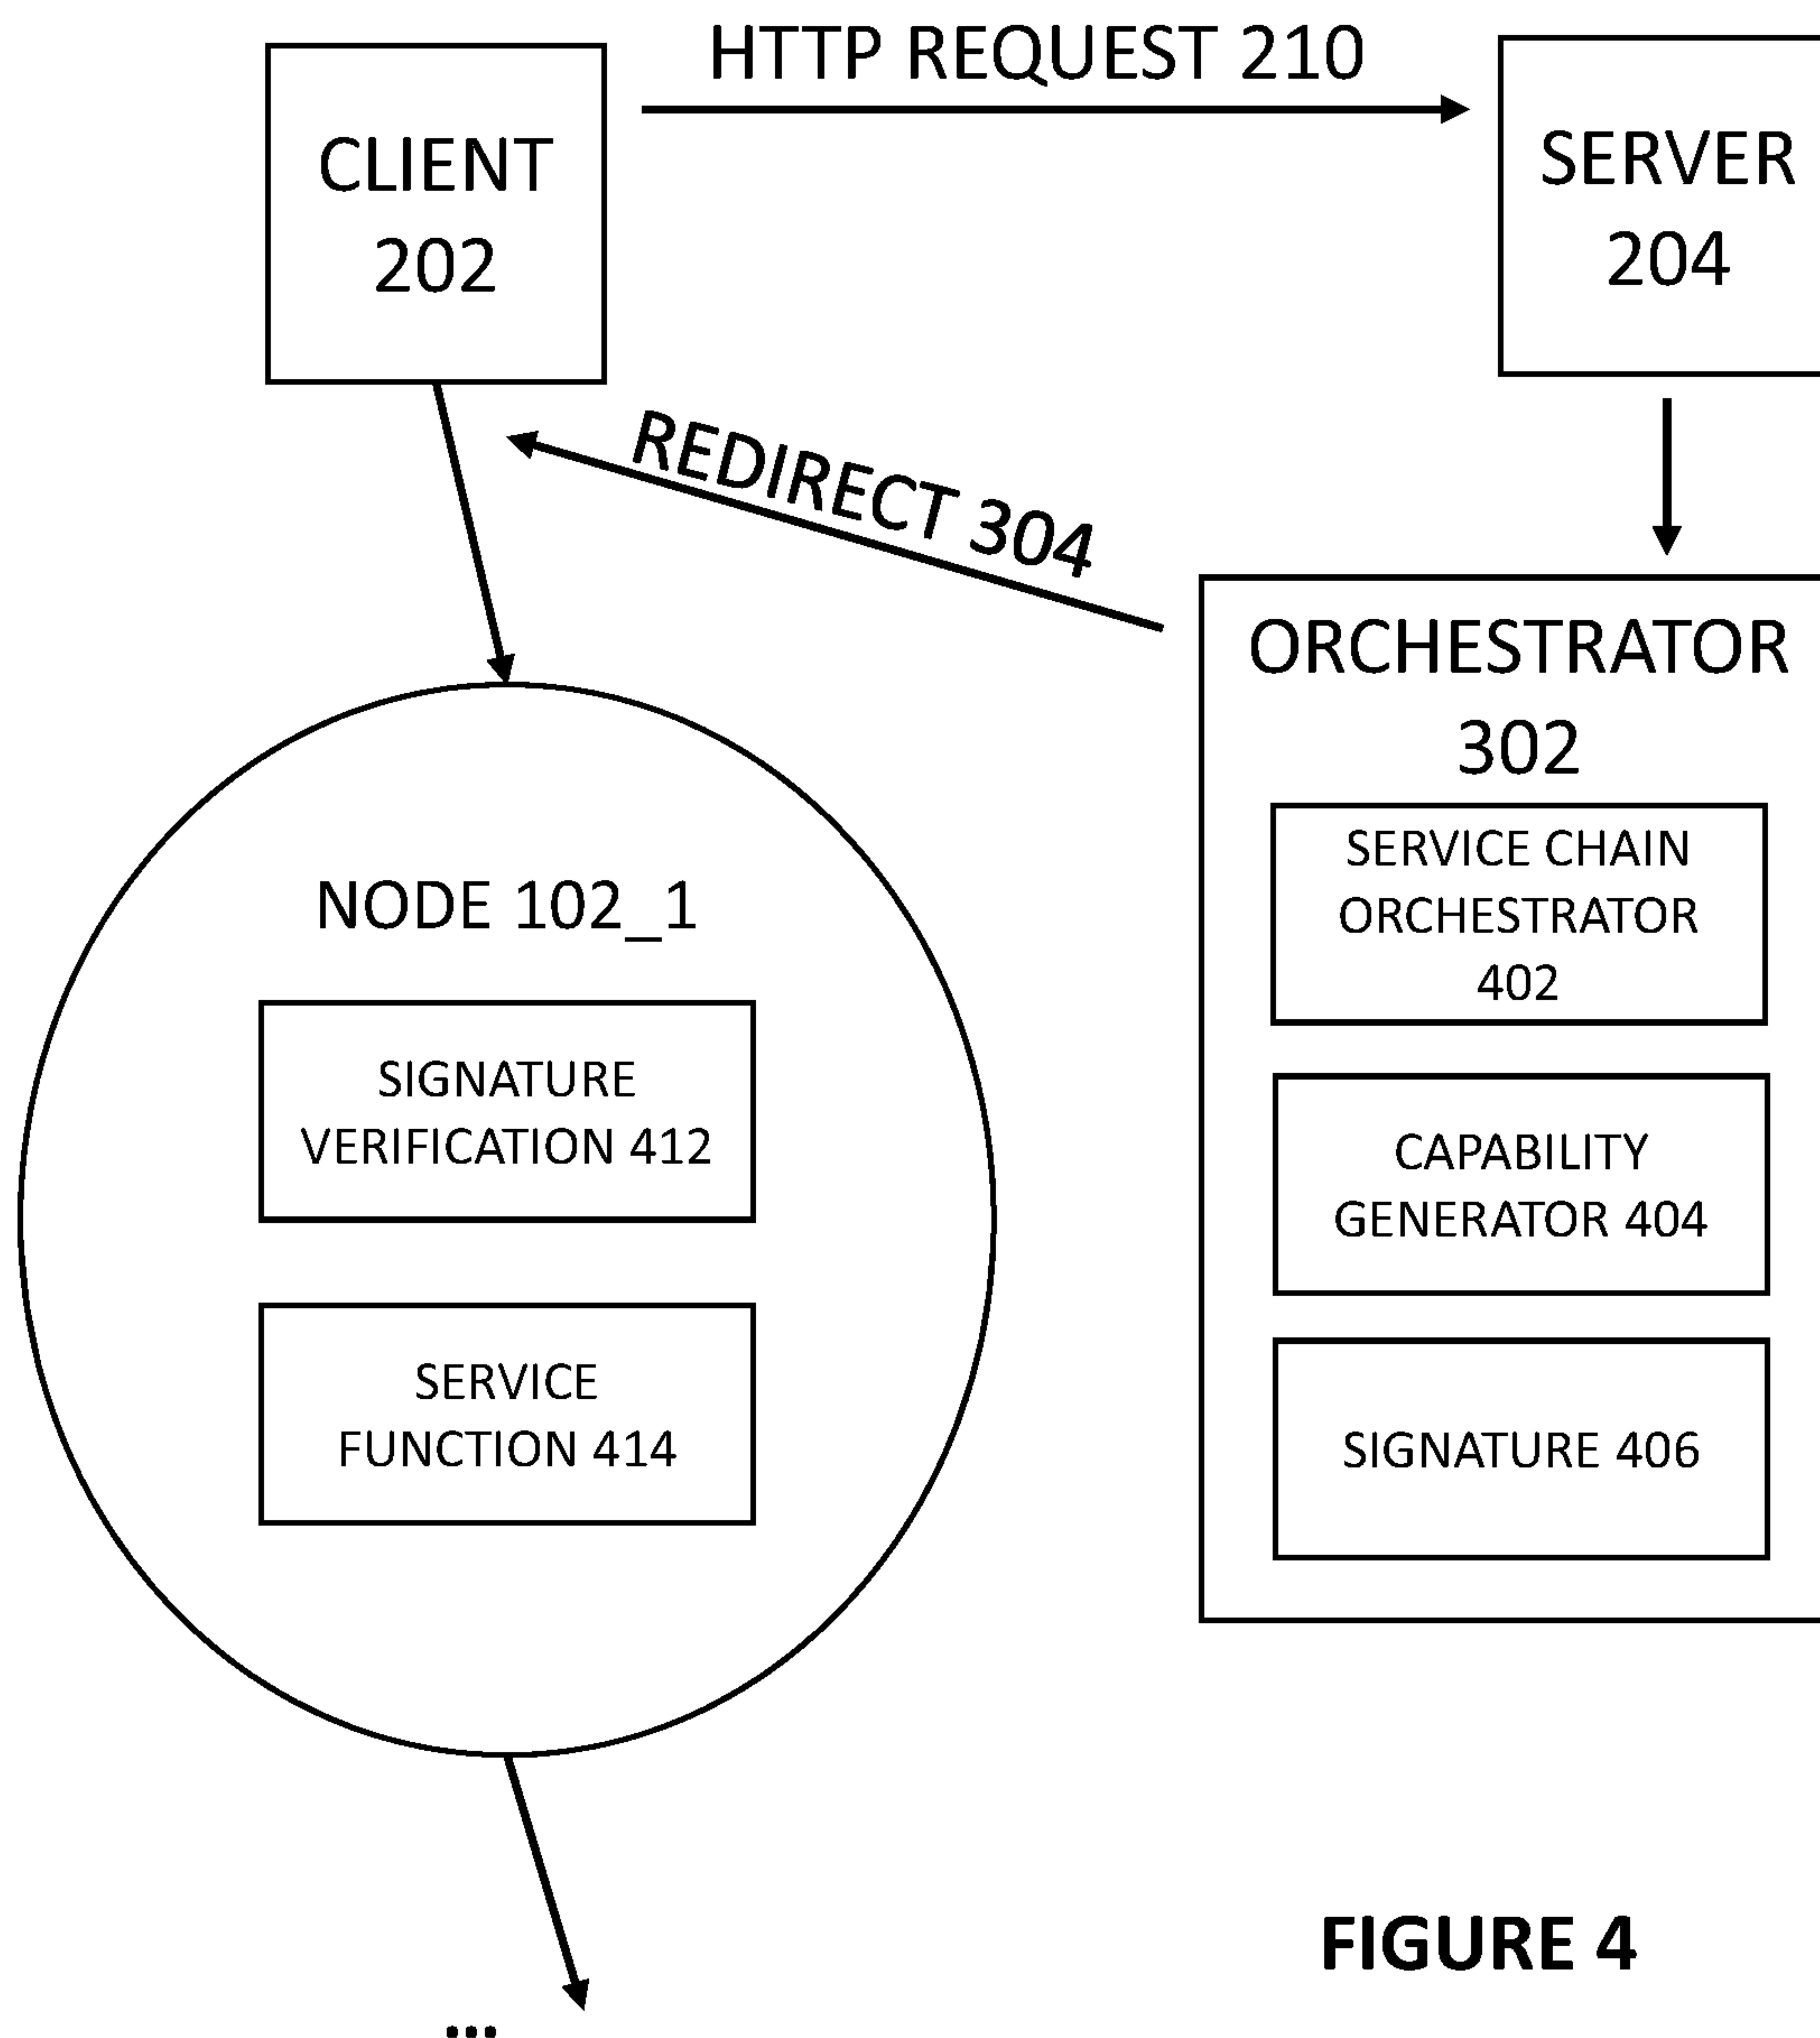 HTTP REQUEST 210
CLIENT
202
SERVER
204
REDIRECT 304
ORCHESTRATOR
302
SERVICE CHAIN
ORCHESTRATOR
402
CAPABILITY
GENERATOR 404
SIGNATURE 406
NODE 102_1
SIGNATURE
VERIFICATION 412
SERVICE
FUNCTION 414
...
FIGURE 4